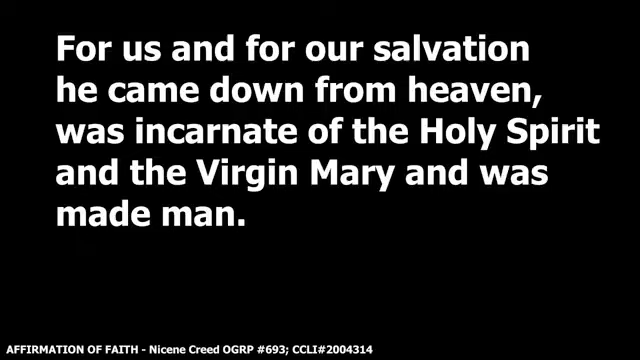 For us and for our salvation
he came down from heaven,
was incarnate of the Holy Spirit
and the Virgin Mary and was
made man.
AFFIRMATION OF FAITH - Nicene Creed OGRP #693; CCLI#2004314